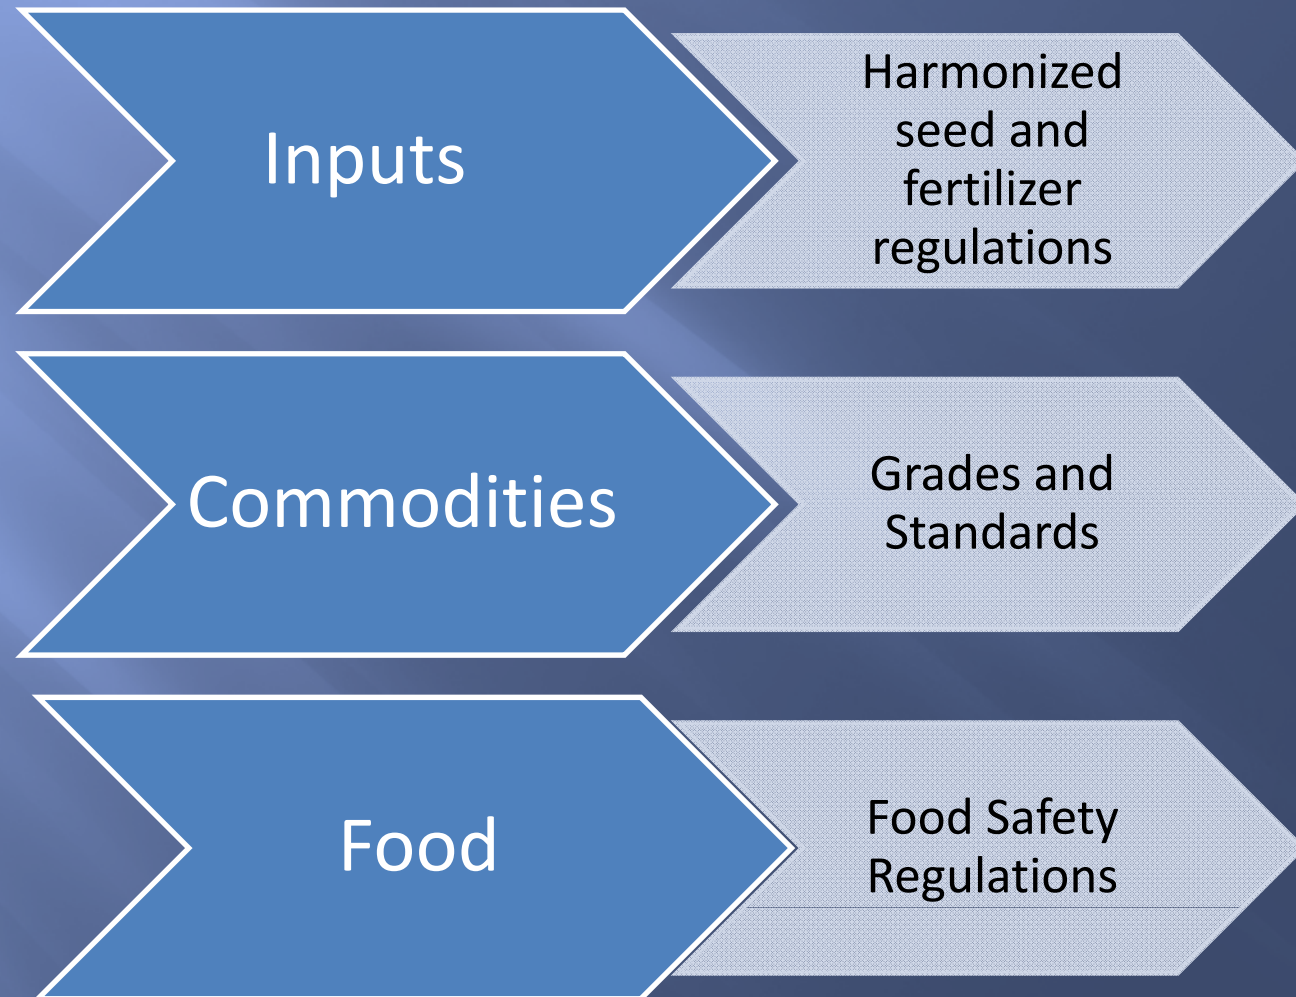 Inputs
Harmonized
seed and
fertilizer
regulations
Commodities
Grades and
Standards
Food
Food Safety
Regulations